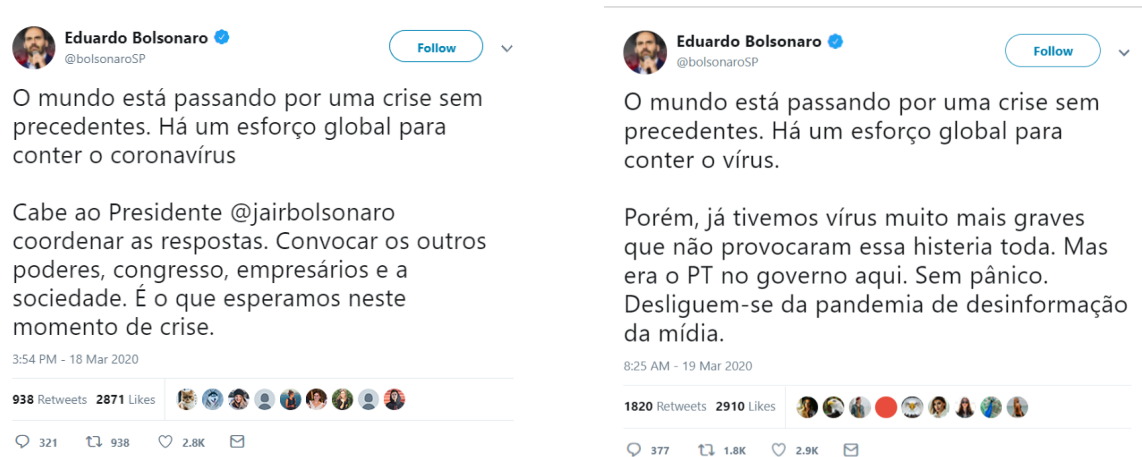 Eduardo Bolsonaro
@bolsonaroSP
Follow
O mundo está passando por uma crise sem
precedentes. Há um esforço global para
conter o coronavírus
Cabe ao Presidente @jairbolsonaro
coordenar as respostas. Convocar os outros
poderes, congresso, empresários e a
sociedade. É o que esperamos neste
momento de crise.
3:54 PM - 18 Mar 2020
938 Retweets 2871 Likes
321 938 2.8K
Eduardo Bolsonaro
@bolsonaroSP
Follow
O mundo está passando por uma crise sem
precedentes. Há um esforço global para
conter o vírus.
Porém, já tivemos vírus muito mais graves
que não provocaram essa histeria toda. Mas
era o PT no governo aqui. Sem pânico.
Desliguem-se da pandemia de desinformação
da mídia.
8:25 AM - 19 Mar 2020
1820 Retweets 2910 Likes
377 1.8K 2.9K